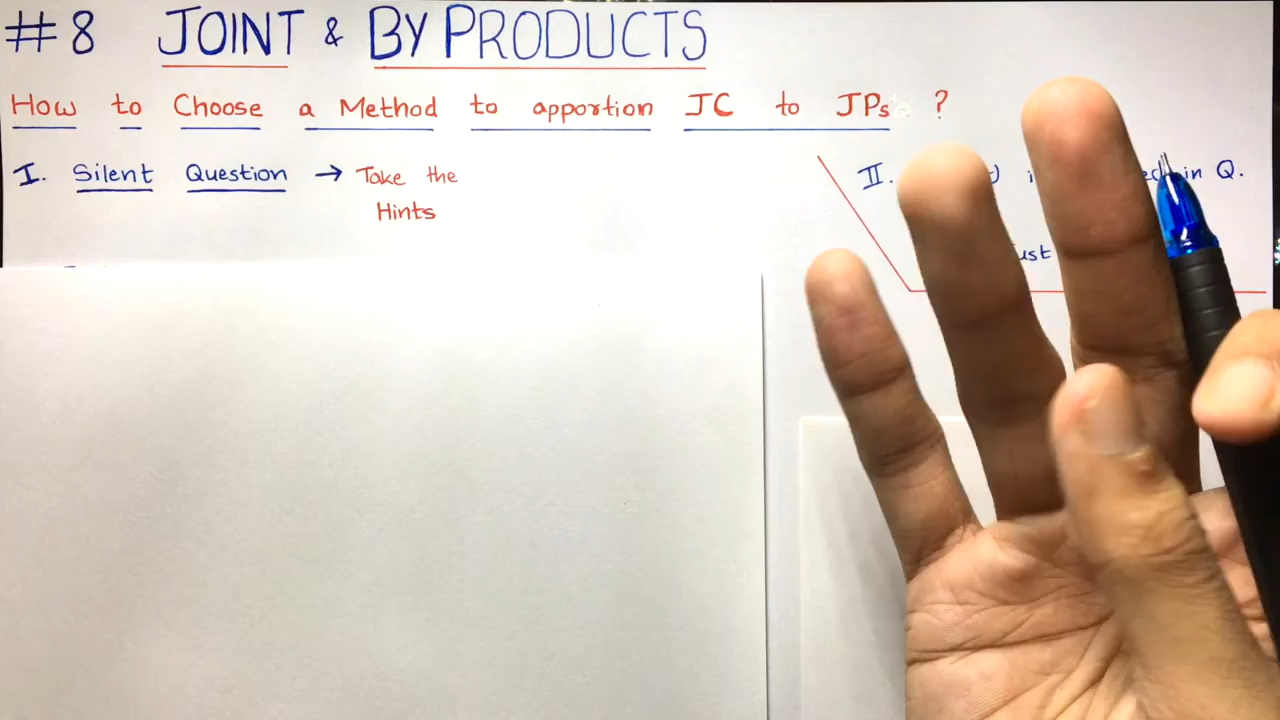 #8 JOINT & BY PRODUCTS
How to Choose a Method to apportion JC to JPs ?
I. Silent Question → Take the
Hints
II. in Q.